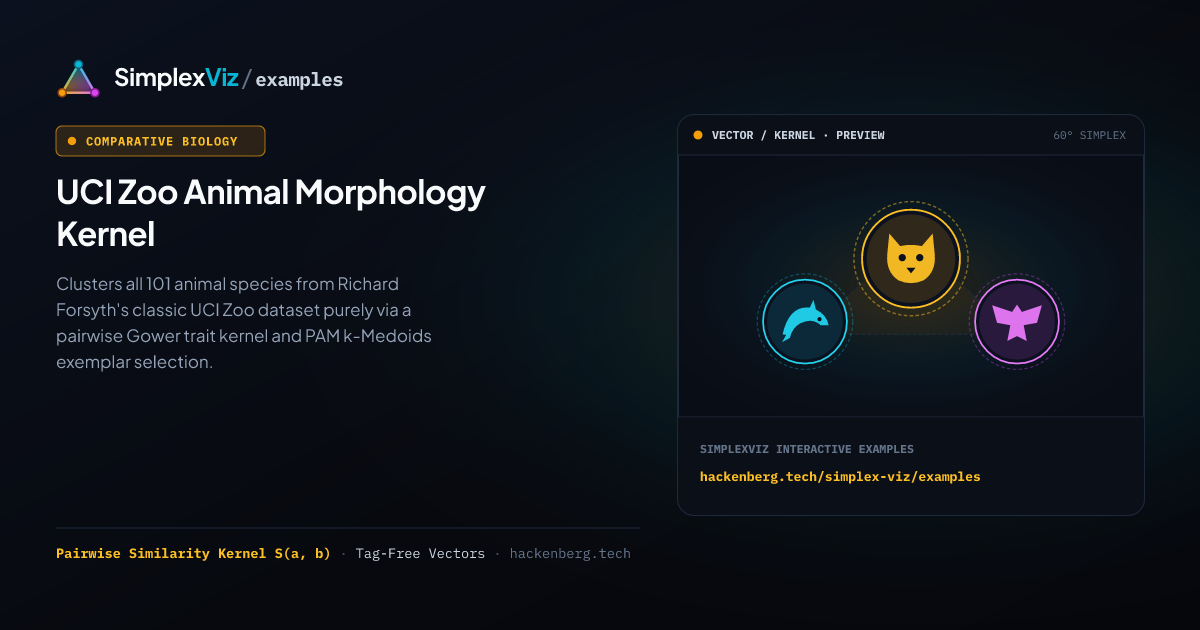 SimplexViz/examples
COMPARATIVE BIOLOGY
UCI Zoo Animal Morphology
Kernel
Clusters all 101 animal species from Richard
Forsyth's classic UCI Zoo dataset purely via a
pairwise Gower trait kernel and PAM k-Medoids
exemplar selection.
Pairwise Similarity Kernel S(a, b) · Tag-Free Vectors · hackenberg.tech
VECTOR / KERNEL · PREVIEW
60° SIMPLEX
SIMPLEXVIZ INTERACTIVE EXAMPLES
hackenberg.tech/simplex-viz/examples